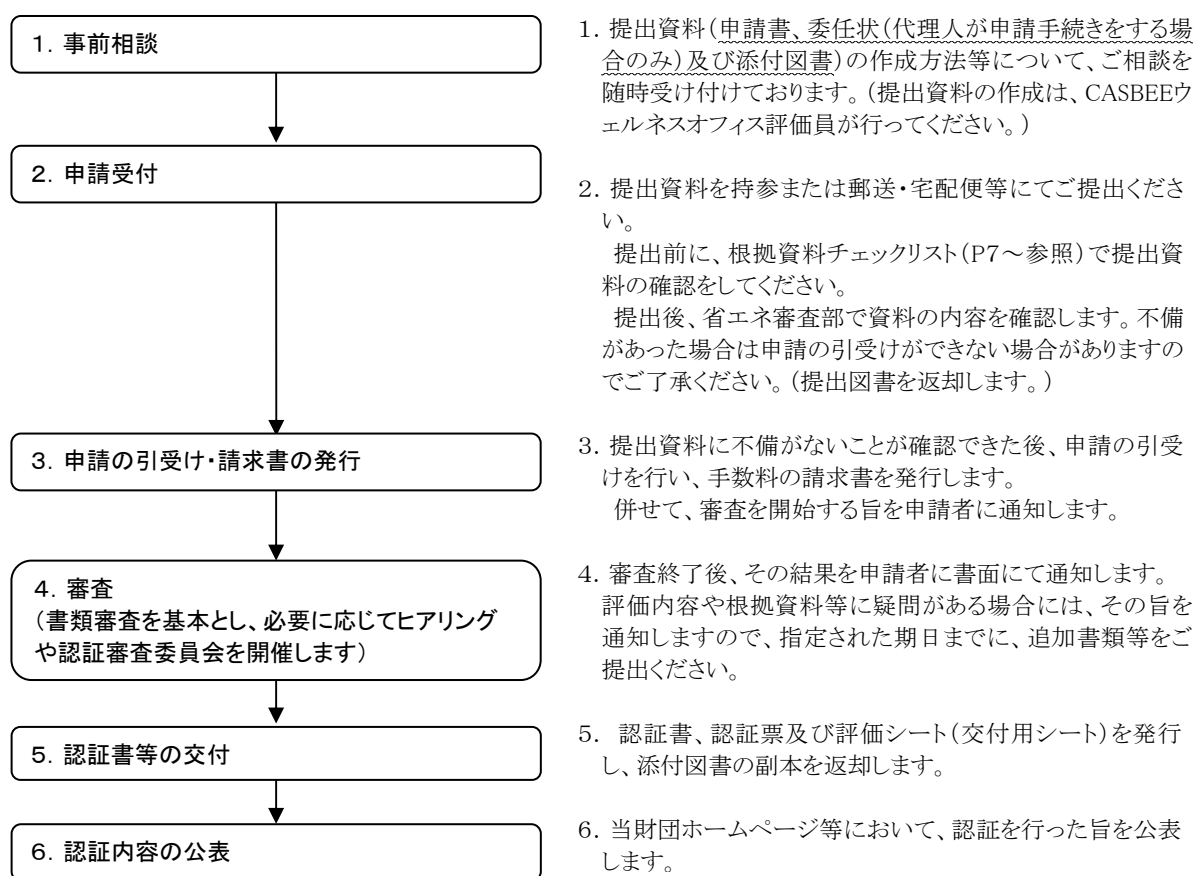 1．事前相談
2．申請受付
3．申請の引受け・請求書の発行
4．審査
（書類審査を基本とし、必要に応じてヒアリング
や認証審査委員会を開催します）
5．認証書等の交付
6．認証内容の公表
1．提出資料（申請書、委任状（代理人が申請手続きをする場
合のみ）及び添付図書）の作成方法等について、ご相談を
随時受け付けております。（提出資料の作成は、CASBEEウ
ェルネスオフィス評価員が行ってください。）
2．提出資料を持参または郵送・宅配便等にてご提出くださ
い。
提出前に、根拠資料チェックリスト（P7～参照）で提出資
料の確認をしてください。
提出後、省エネ審査部で資料の内容を確認します。不備
があった場合は申請の引受けができない場合がありますの
でご了承ください。（提出図書を返却します。）
3．提出資料に不備がないことが確認できた後、申請の引受
けを行い、手数料の請求書を発行します。
併せて、審査を開始する旨を申請者に通知します。
4．審査終了後、その結果を申請者に書面にて通知します。
評価内容や根拠資料等に疑問がある場合には、その旨を
通知しますので、指定された期日までに、追加書類等をご
提出ください。
5． 認証書、認証票及び評価シート（交付用シート）を発行
し、添付図書の副本を返却します。
6．当財団ホームページ等において、認証を行った旨を公表
します。